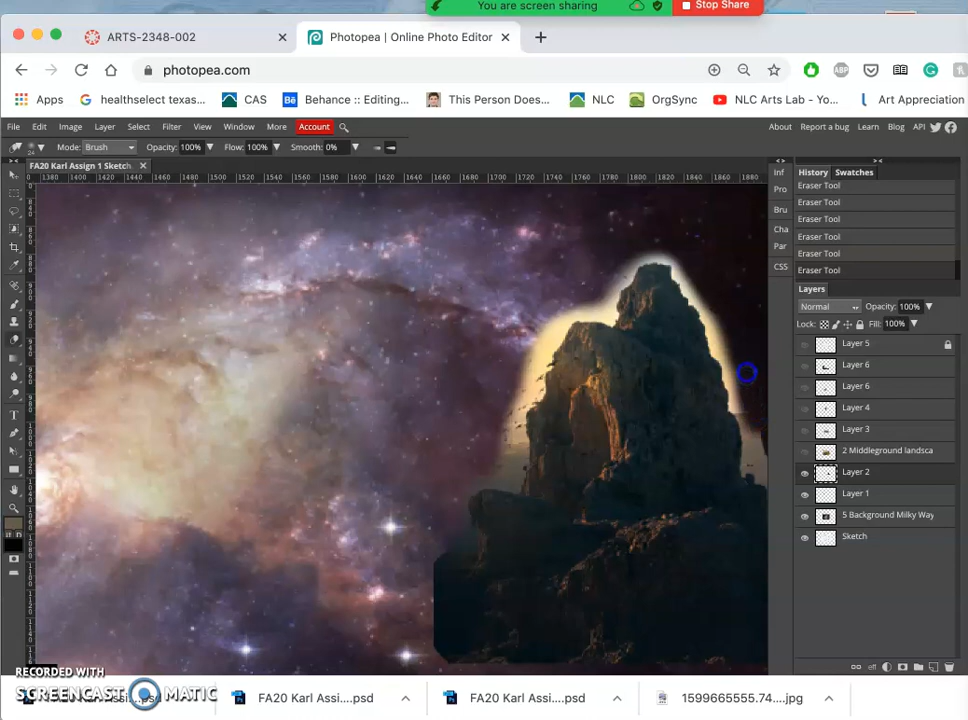 You are screen sharing
Stop Share
ARTS-2348-002
Photopea | Online Photo Editor
photopea.com
Apps
healthselect texas...
CAS
Behance :: Editing...
This Person Does...
NLC
OrgSync
NLC Arts Lab - Yo...
Art Appreciation
File Edit Image Layer Select Filter View Window More Account
About Report a bug Learn Blog API
Mode: Brush Opacity: 100% Flow: 100% Smooth: 0%
FA20 Karl Assign 1 Sketch.
1380 1400 1420 1440 1460 1480 1500 1520 1540 1560 1580 1600 1620 1640 1660 1680 1700 1720 1740 1760 1780 1800 1820 1840 1860 1880
Inf
Pro
Bru
Cha
Par
CSS
History Swatches
Eraser Tool
Eraser Tool
Eraser Tool
Eraser Tool
Eraser Tool
Eraser Tool
Layers
Normal Opacity: 100%
Lock: Fill: 100%
Layer 5
Layer 6
Layer 6
Layer 4
Layer 3
2 Middleground landsca
Layer 2
Layer 1
5 Background Milky Way
Sketch
RECORDED WITH
SCREENCAST MATIC
FA20 Karl Assi....psd
FA20 Karl Assi....psd
1599665555.74....jpg